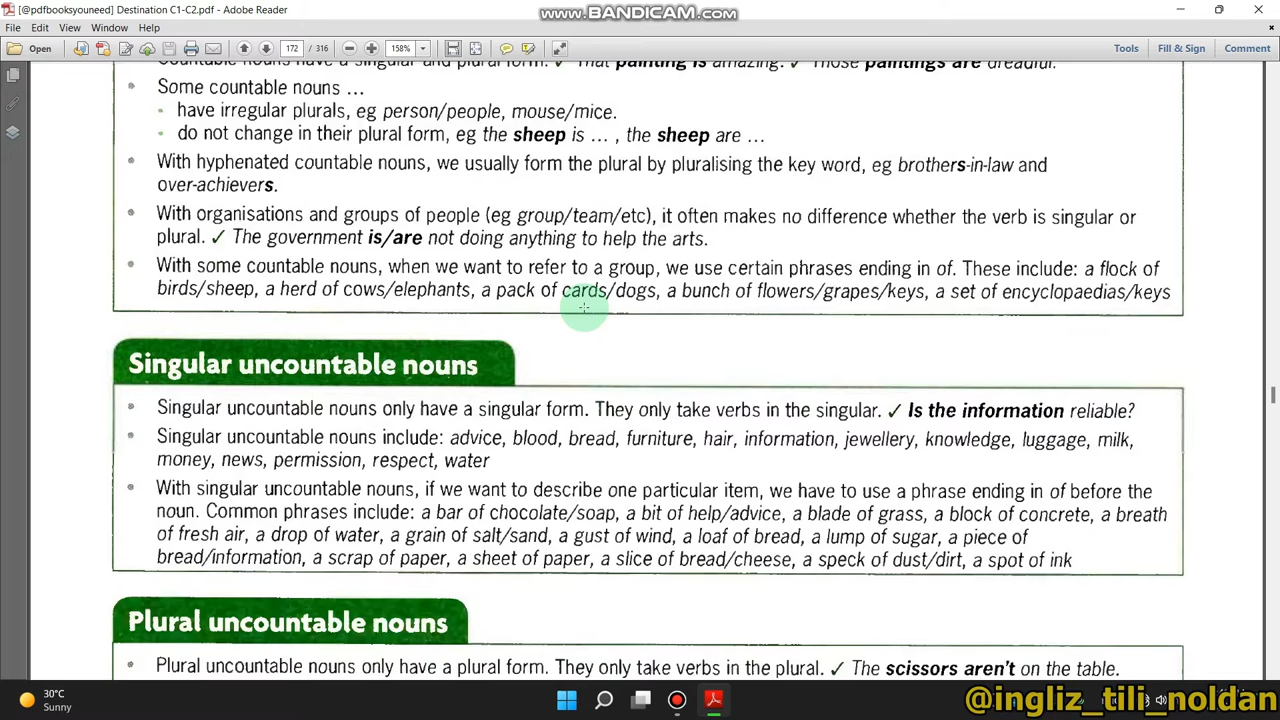 [@pdfbooksyouneed] Destination C1-C2.pdf - Adobe Reader
www.BANDICAM.com
File Edit View Window Help
Open 172 / 316 158% Tools Fill & Sign Comment
Countable nouns have a singular and plural form. ✓ That painting is amazing. ✓ Those paintings are dreadful.
• Some countable nouns …
- have irregular plurals, eg person/people, mouse/mice.
- do not change in their plural form, eg the sheep is … , the sheep are …
• With hyphenated countable nouns, we usually form the plural by pluralising the key word, eg brothers-in-law and
over-achievers.
• With organisations and groups of people (eg group/team/etc), it often makes no difference whether the verb is singular or
plural. ✓ The government is/are not doing anything to help the arts.
• With some countable nouns, when we want to refer to a group, we use certain phrases ending in of. These include: a flock of
birds/sheep, a herd of cows/elephants, a pack of cards/dogs, a bunch of flowers/grapes/keys, a set of encyclopaedias/keys
Singular uncountable nouns
• Singular uncountable nouns only have a singular form. They only take verbs in the singular. ✓ Is the information reliable?
• Singular uncountable nouns include: advice, blood, bread, furniture, hair, information, jewellery, knowledge, luggage, milk,
money, news, permission, respect, water
• With singular uncountable nouns, if we want to describe one particular item, we have to use a phrase ending in of before the
noun. Common phrases include: a bar of chocolate/soap, a bit of help/advice, a blade of grass, a block of concrete, a breath
of fresh air, a drop of water, a grain of salt/sand, a gust of wind, a loaf of bread, a lump of sugar, a piece of
bread/information, a scrap of paper, a sheet of paper, a slice of bread/cheese, a speck of dust/dirt, a spot of ink
Plural uncountable nouns
• Plural uncountable nouns only have a plural form. They only take verbs in the plural. ✓ The scissors aren't on the table.
30°C
Sunny
@ingliz_tili_noldan